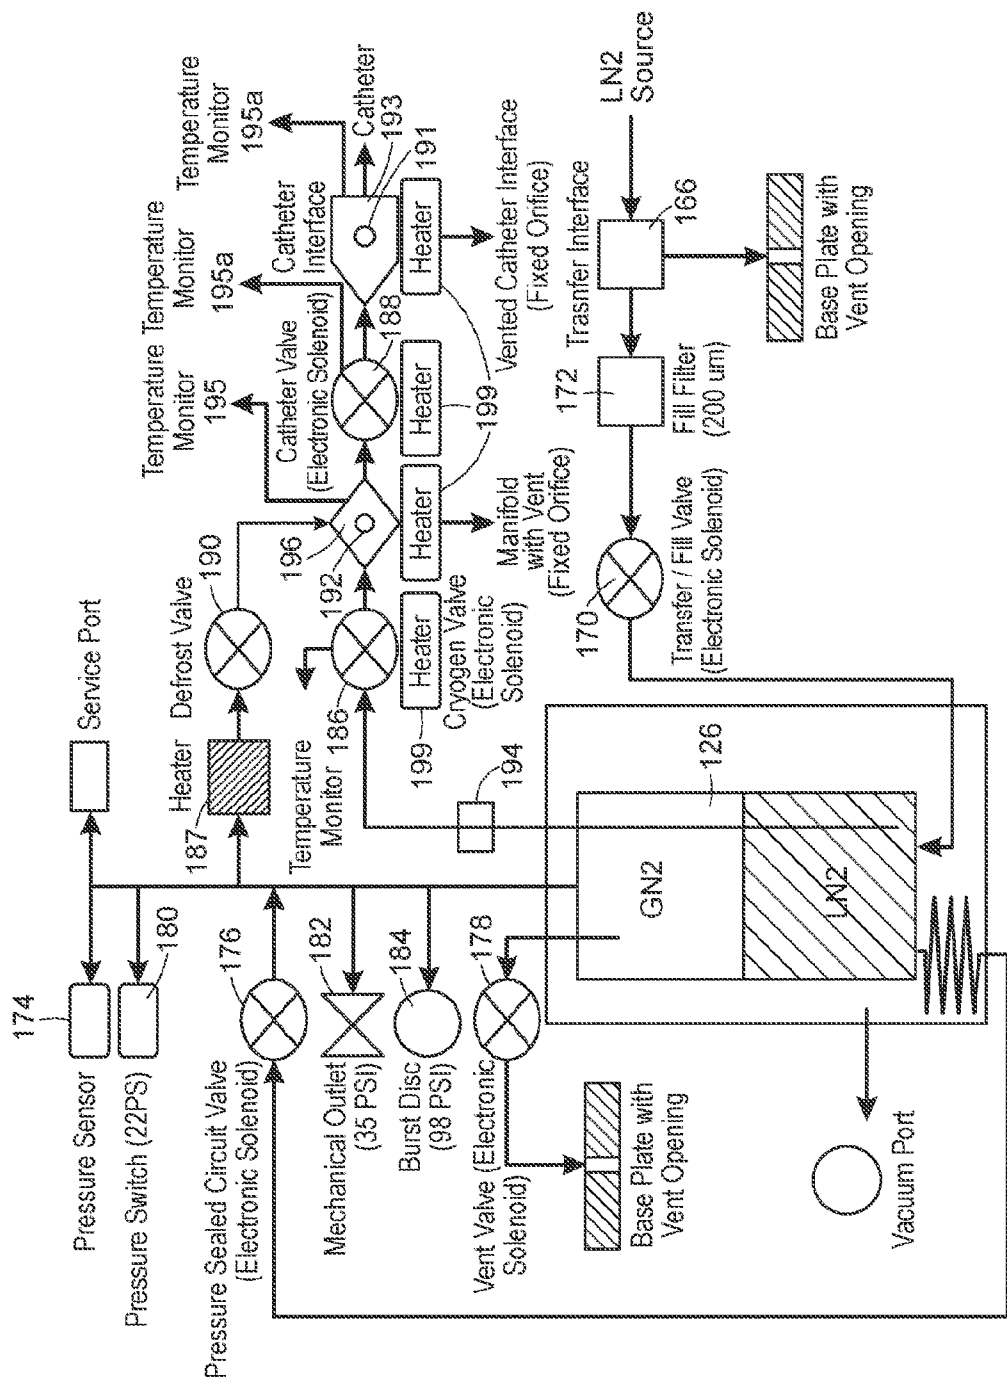 174
Pressure Sensor
Pressure Switch (22PS)
180
Pressure Sealed Circuit Valve
(Electronic Solenoid)
176
Mechanical Outlet
(35 PSI)
182
Burst Disc
(98 PSI)
184
Vent Valve (Electronic
Solenoid)
178
Base Plate with
Vent Opening
Vacuum Port
Service Port
Heater
187
Defrost Valve
190
Temperature
Monitor
186
Heater
199
Cryogen Valve
(Electronic
Solenoid)
194
GN2
LN2
126
Temperature
Monitor
195
196
192
Heater
Manifold
with Vent
(Fixed Orifice)
Catheter Valve
(Electronic Solenoid)
188
Heater
199
Temperature
Monitor
195a
Catheter
Interface
Temperature
Monitor
195a
Catheter
193
191
Heater
Vented Catheter Interface
(Fixed Orifice)
LN2
Source
Trasnfer Interface
166
Base Plate with
Vent Opening
172
Fill Filter
(200 um)
170
Transfer / Fill Valve
(Electronic Solenoid)